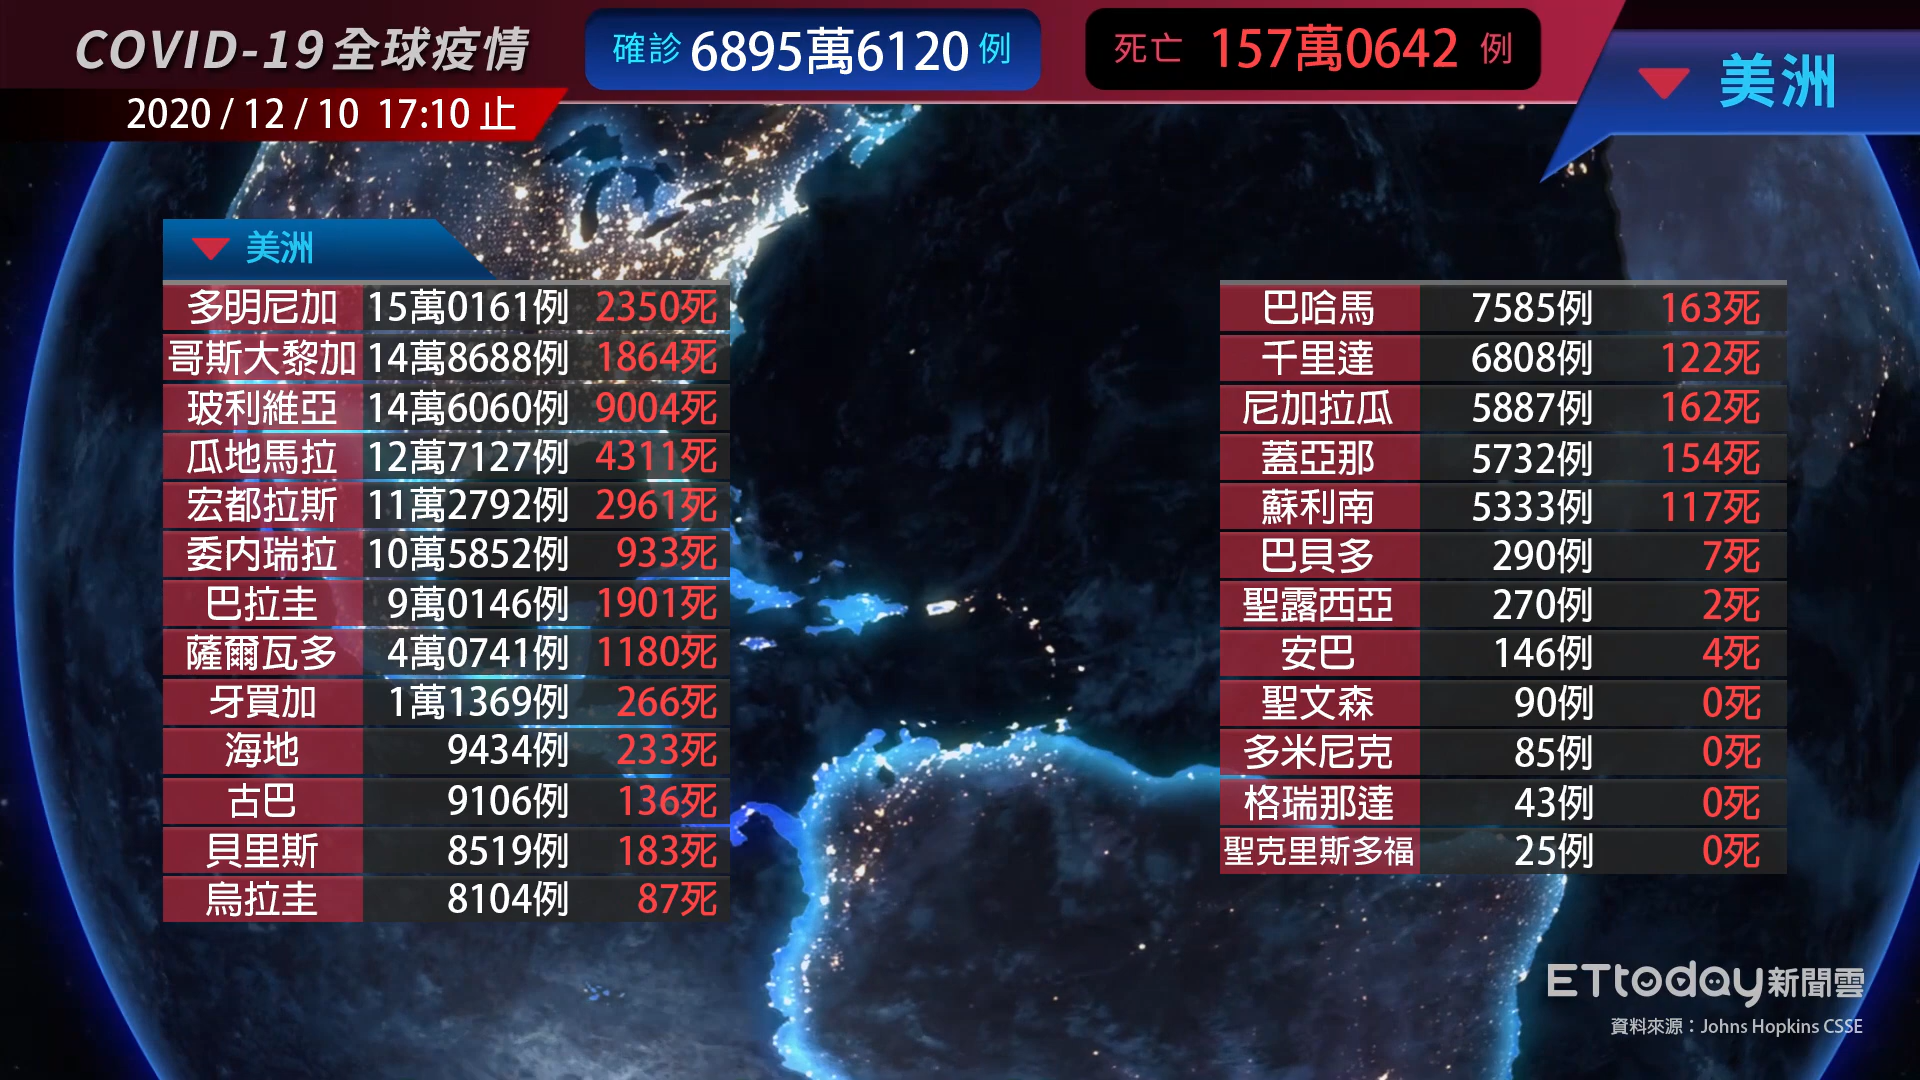 COVID-19全球疫情
確診 6895萬6120 例
死亡 157萬0642 例
美洲
2020 / 12 / 10 17:10 止
美洲
多明尼加 15萬0161例 2350死
哥斯大黎加 14萬8688例 1864死
玻利維亞 14萬6060例 9004死
瓜地馬拉 12萬7127例 4311死
宏都拉斯 11萬2792例 2961死
委內瑞拉 10萬5852例 933死
巴拉圭 9萬0146例 1901死
薩爾瓦多 4萬0741例 1180死
牙買加 1萬1369例 266死
海地 9434例 233死
古巴 9106例 136死
貝里斯 8519例 183死
烏拉圭 8104例 87死
巴哈馬 7585例 163死
千里達 6808例 122死
尼加拉瓜 5887例 162死
蓋亞那 5732例 154死
蘇利南 5333例 117死
巴貝多 290例 7死
聖露西亞 270例 2死
安巴 146例 4死
聖文森 90例 0死
多米尼克 85例 0死
格瑞那達 43例 0死
聖克里斯多福 25例 0死
ETtoday新聞雲
資料來源：Johns Hopkins CSSE